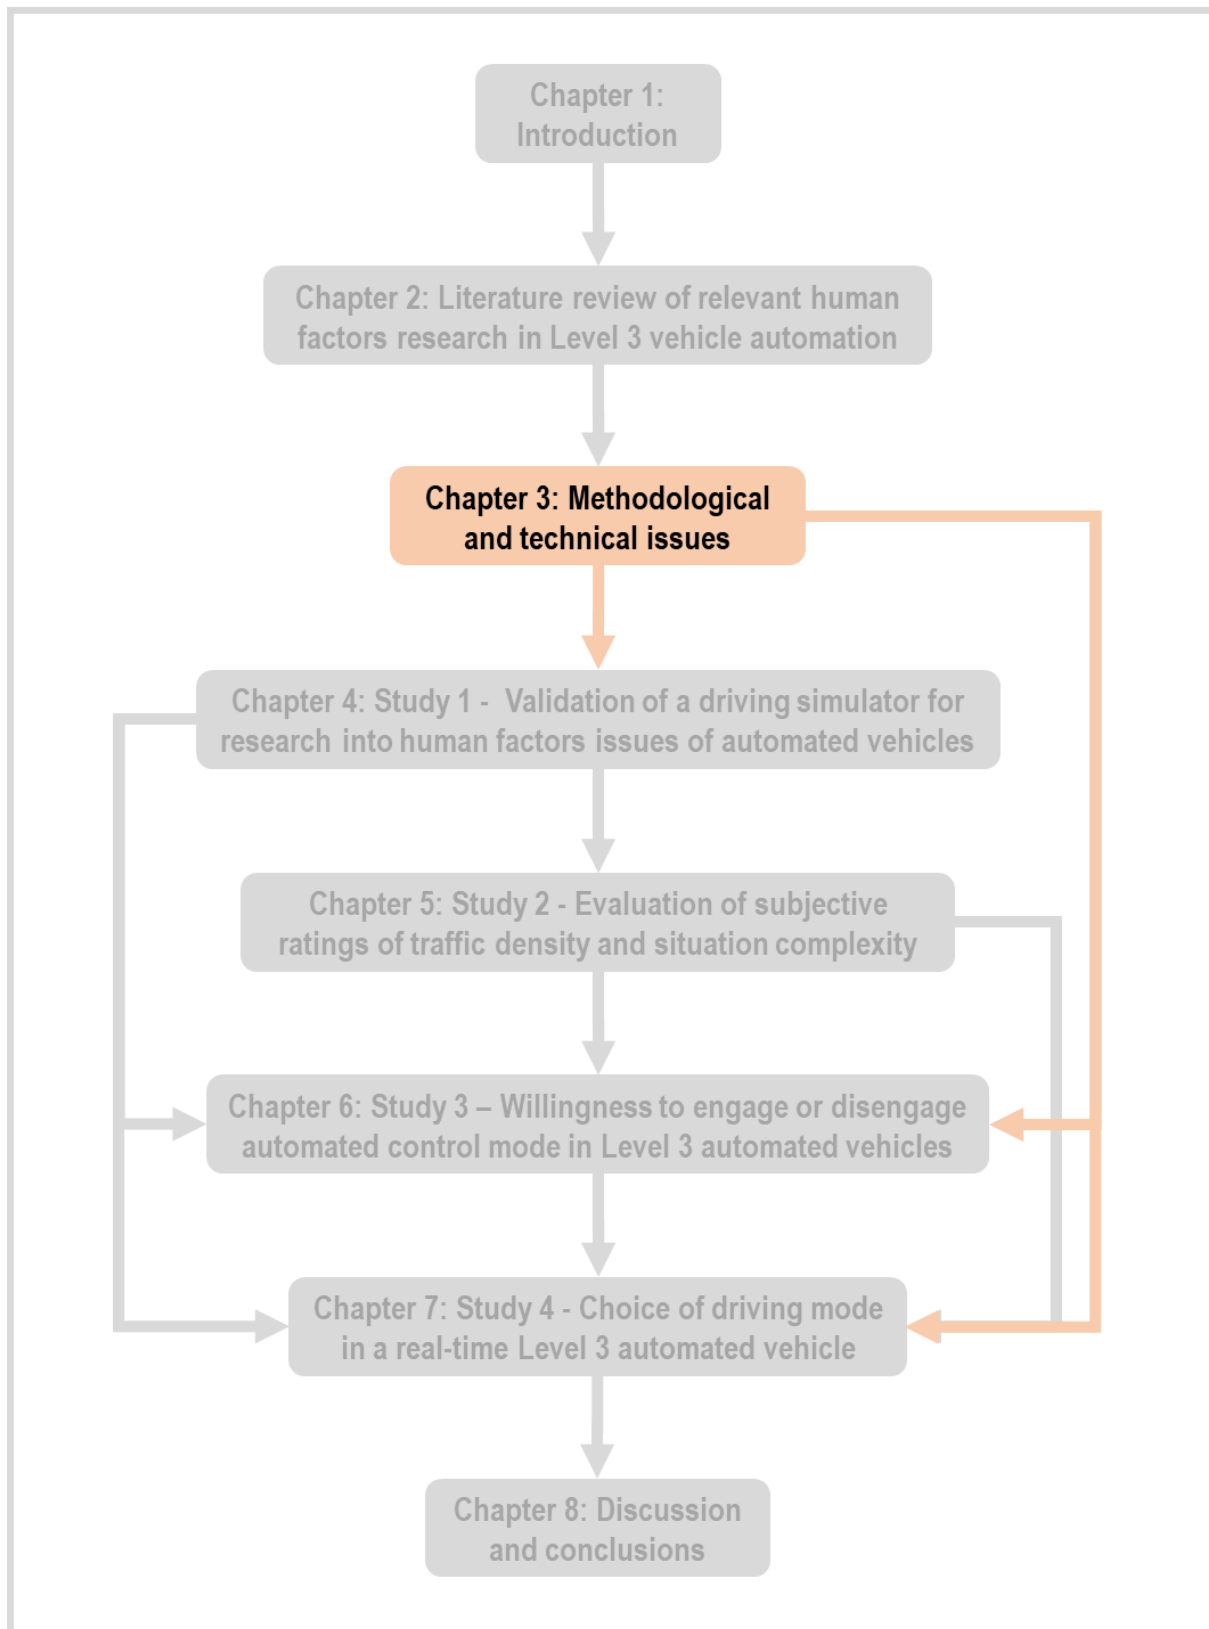 Chapter 1:
Introduction
Chapter 2: Literature review of relevant human
factors research in Level 3 vehicle automation
Chapter 3: Methodological
and technical issues
Chapter 4: Study 1 - Validation of a driving simulator for
research into human factors issues of automated vehicles
Chapter 5: Study 2 - Evaluation of subjective
ratings of traffic density and situation complexity
Chapter 6: Study 3 – Willingness to engage or disengage
automated control mode in Level 3 automated vehicles
Chapter 7: Study 4 - Choice of driving mode
in a real-time Level 3 automated vehicle
Chapter 8: Discussion
and conclusions